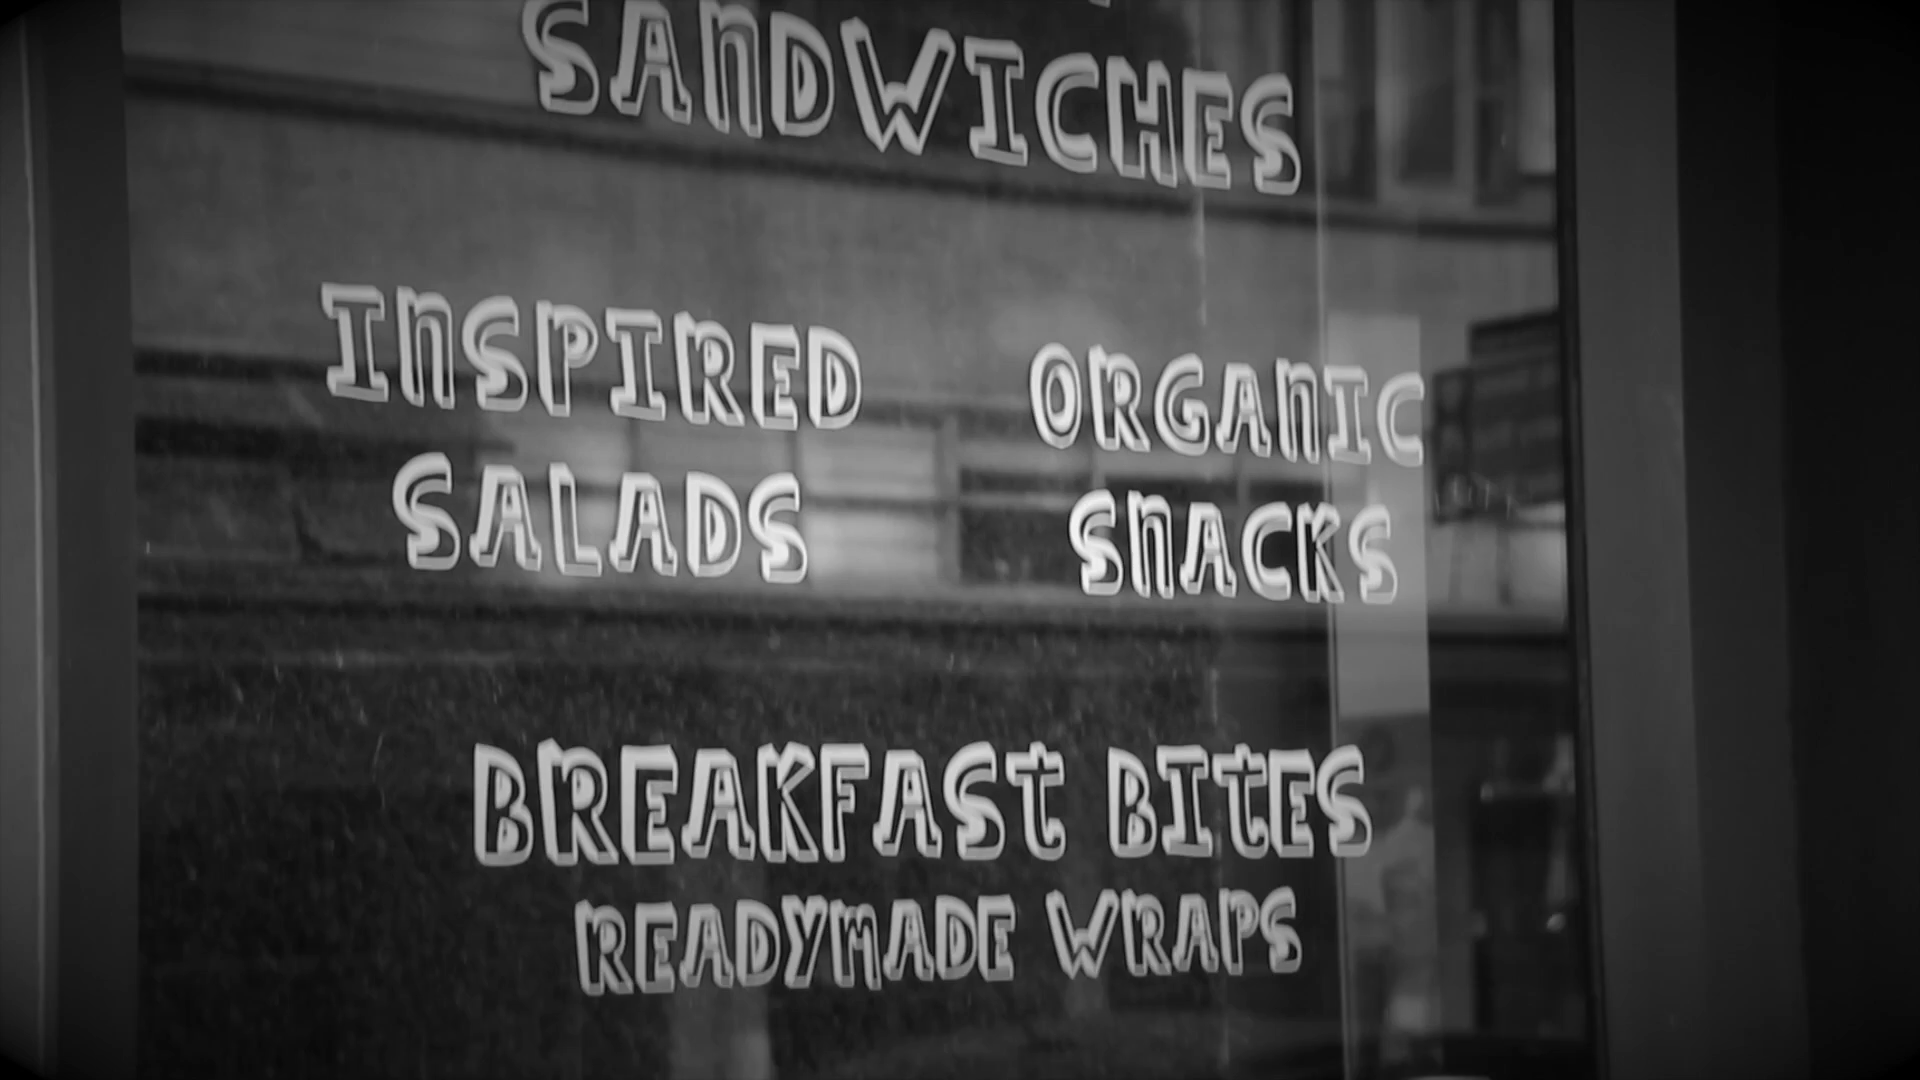 SANDWICHES
INSPIRED
SALADS
ORGANIC
SNACKS
BREAKFAST BITES
READYMADE WRAPS